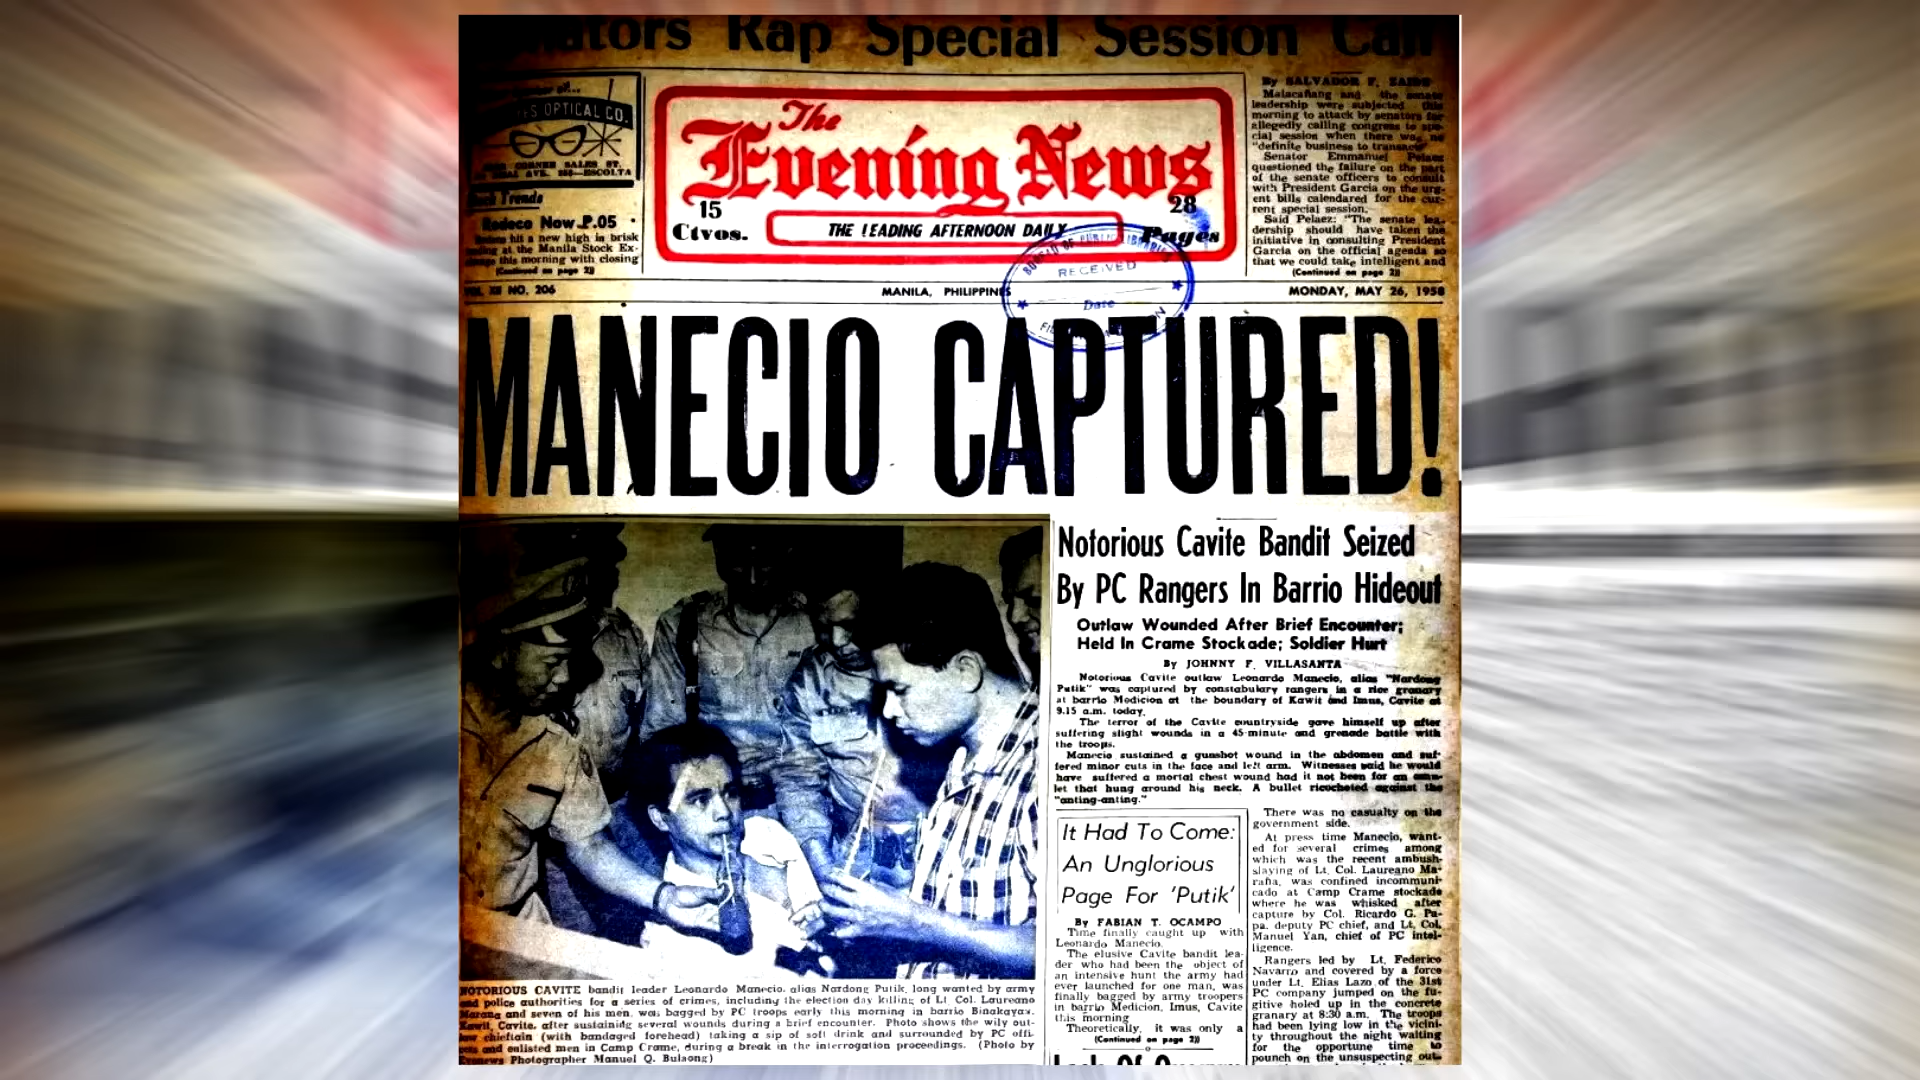 Rap Special Session Call
OPTICAL CO.
CORNER SALES ST.
AVE. ESCOLTA
Trends
Redeco Now P.05
hit a new high in brisk
at the Manila Stock Ex-
this morning with closing
(Continued on page 2)
The
Evening News
15
Ctvos.
THE LEADING AFTERNOON DAILY
28
Pages
By SALVADOR F.
Malacañang and the senate
leadership were subjected this
morning to attack by senators for
allegedly calling congress to spe-
cial session when there was no
"definite business to transact"
Senator Emmanuel Pelaez
questioned the failure on the part
of the senate officers to consult
with President Garcia on the urg-
ent bills calendared for the cur-
rent special session.
Said Pelaez: "The senate lea-
dership should have taken the
initiative in consulting President
Garcia on the official agenda so
that we could take intelligent and
(Continued on page 2)
OF PUBLIC LIBRARIES
RECEIVED
Date
VOL. XII NO. 206
MANILA, PHILIPPINES
MONDAY, MAY 26, 1958
MANECIO CAPTURED!
Notorious Cavite Bandit Seized
By PC Rangers In Barrio Hideout
Outlaw Wounded After Brief Encounter;
Held In Crame Stockade; Soldier Hurt
By JOHNNY F. VILLASANTA
Notorious Cavite outlaw Leonardo Manecio, alias "Nardong
Putik" was captured by constabulary rangers in a rice granary
at barrio Medicion at the boundary of Kawit and Imus, Cavite at
9.15 a.m. today.
The terror of the Cavite countryside gave himself up after
suffering slight wounds in a 45-minute and grenade battle with
the troops.
Manecio sustained a gunshot wound in the abdomen and suf-
fered minor cuts in the face and left arm. Witnesses said he would
have suffered a mortal chest wound had it not been for an amu-
let that hung around his neck. A bullet ricocheted against the
"anting-anting."
It Had To Come:
An Unglorious
Page For 'Putik'
By FABIAN T. OCAMPO
Time finally caught up with
Leonardo Manecio.
The elusive Cavite bandit lea-
der who had been the object of
an intensive hunt the army had
ever launched for one man, was
finally bagged by army troopers
in barrio Medicion, Imus, Cavite
this morning
Theoretically, it was only a
(Continued on page 2)
There was no casualty on the
government side.
At press time Manecio, want-
ed for several crimes among
which was the recent ambush-
slaying of Lt. Col. Laureano Ma-
raña, was confined incommuni-
cado at Camp Crame stockade
where he was whisked after
capture by Col. Ricardo G. Pa-
pa, deputy PC chief, and Lt. Col.
Manuel Yan, chief of PC intel-
ligence.
Rangers led by Lt. Federico
Navarro and covered by a force
under Lt. Elias Lazo of the 31st
PC company jumped on the fu-
gitive holed up in the concrete
granary at 8:30 a.m. The troops
had been lying low in the vicini-
ty throughout the night waiting
for the opportune time to
pounch on the unsuspecting out-
NOTORIOUS CAVITE bandit leader Leonardo Manecio, alias Nardong Putik, long wanted by army
and police authorities for a series of crimes, including the election day killing of Lt. Col. Laureano
Marana and seven of his men, was bagged by PC troops early this morning in barrio Binakayan,
Kawit, Cavite, after sustainidg several wounds during a brief encounter. Photo shows the wily out-
law chieftain (with bandaged forehead) taking a sip of soft drink and surrounded by PC offi-
cers and enlisted men in Camp Crame, during a break in the interrogation proceedings. (Photo by
Evenews Photographer Manuel Q. Bulaong)